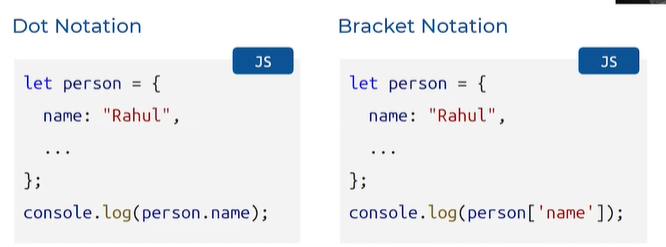 Dot Notation
JS
let person = {
name: "Rahul",
...
};
console.log(person.name);
Bracket Notation
JS
let person = {
name: "Rahul",
...
};
console.log(person['name']);